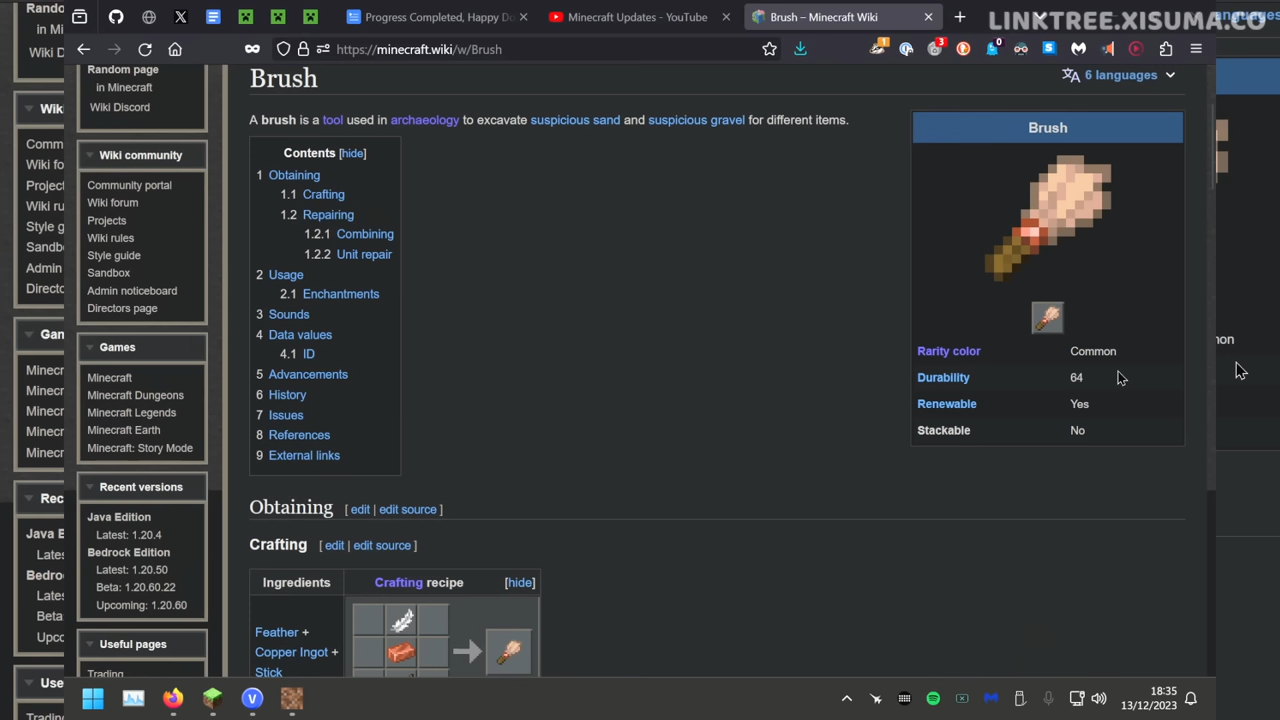 Progress Completed, Happy Do
Minecraft Updates - YouTube
Brush – Minecraft Wiki
LINKTREE.XISUMA.CO
https://minecraft.wiki/w/Brush
1
3
0
Random page
in Minecraft
Wiki Discord
Wiki community
Community portal
Wiki forum
Projects
Wiki rules
Style guide
Sandbox
Admin noticeboard
Directors page
Games
Minecraft
Minecraft Dungeons
Minecraft Legends
Minecraft Earth
Minecraft: Story Mode
Recent versions
Java Edition
Latest: 1.20.4
Bedrock Edition
Latest: 1.20.50
Beta: 1.20.60.22
Upcoming: 1.20.60
Useful pages
Trading
Brush
6 languages
A brush is a tool used in archaeology to excavate suspicious sand and suspicious gravel for different items.
Contents [hide]
1 Obtaining
1.1 Crafting
1.2 Repairing
1.2.1 Combining
1.2.2 Unit repair
2 Usage
2.1 Enchantments
3 Sounds
4 Data values
4.1 ID
5 Advancements
6 History
7 Issues
8 References
9 External links
Brush
Rarity color Common
Durability 64
Renewable Yes
Stackable No
Obtaining [ edit | edit source ]
Crafting [ edit | edit source ]
Ingredients Crafting recipe [hide]
Feather +
Copper Ingot +
Stick
18:35
13/12/2023